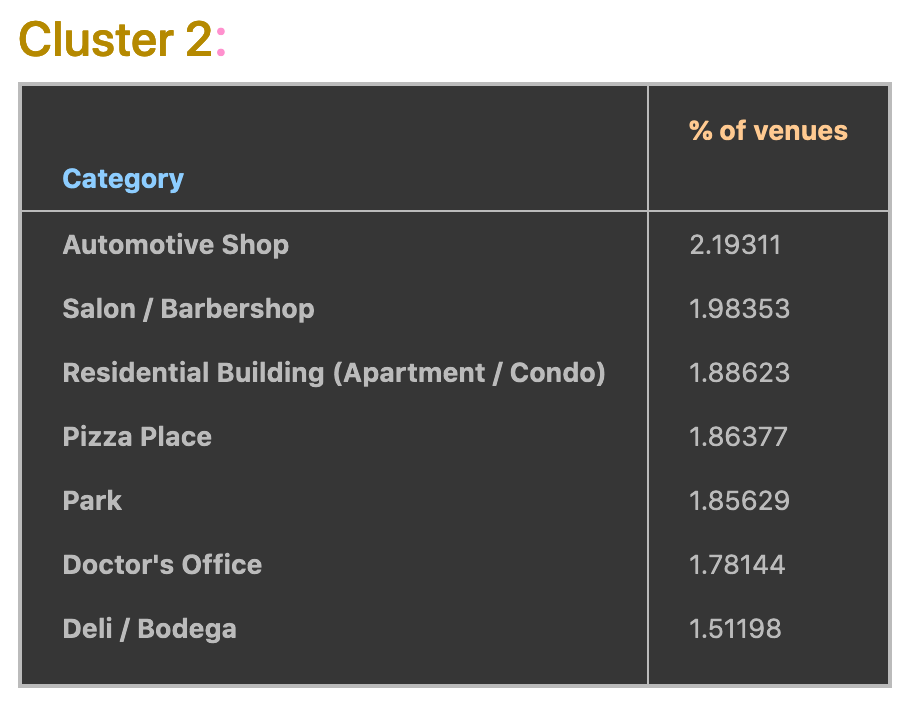 Cluster 2:
% of venues
Category
Automotive Shop 2.19311
Salon / Barbershop 1.98353
Residential Building (Apartment / Condo) 1.88623
Pizza Place 1.86377
Park 1.85629
Doctor's Office 1.78144
Deli / Bodega 1.51198